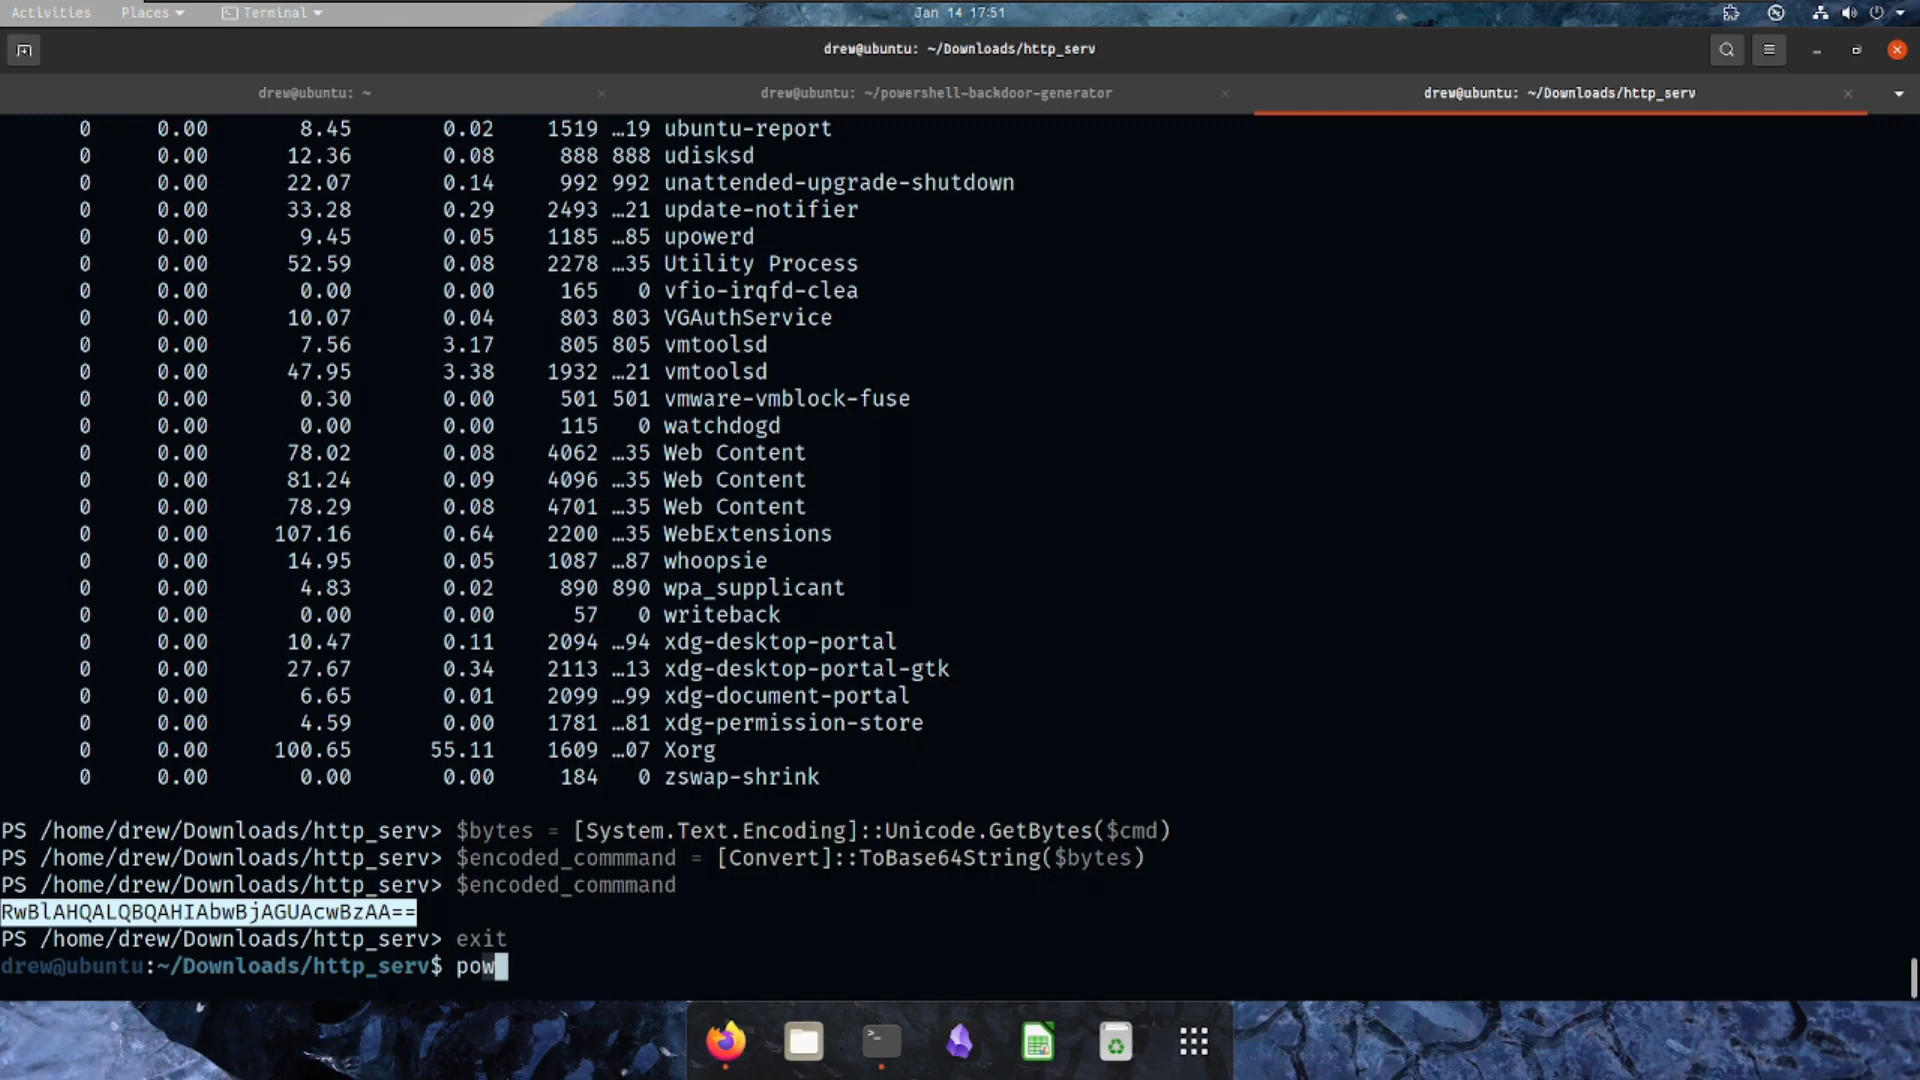 Activities Places Terminal Jan 14 17:51
drew@ubuntu: ~/Downloads/http_serv
drew@ubuntu: ~ drew@ubuntu: ~/powershell-backdoor-generator drew@ubuntu: ~/Downloads/http_serv
0 0.00 8.45 0.02 1519 …19 ubuntu-report
0 0.00 12.36 0.08 888 888 udisksd
0 0.00 22.07 0.14 992 992 unattended-upgrade-shutdown
0 0.00 33.28 0.29 2493 …21 update-notifier
0 0.00 9.45 0.05 1185 …85 upowerd
0 0.00 52.59 0.08 2278 …35 Utility Process
0 0.00 0.00 0.00 165 0 vfio-irqfd-clea
0 0.00 10.07 0.04 803 803 VGAuthService
0 0.00 7.56 3.17 805 805 vmtoolsd
0 0.00 47.95 3.38 1932 …21 vmtoolsd
0 0.00 0.30 0.00 501 501 vmware-vmblock-fuse
0 0.00 0.00 0.00 115 0 watchdogd
0 0.00 78.02 0.08 4062 …35 Web Content
0 0.00 81.24 0.09 4096 …35 Web Content
0 0.00 78.29 0.08 4701 …35 Web Content
0 0.00 107.16 0.64 2200 …35 WebExtensions
0 0.00 14.95 0.05 1087 …87 whoopsie
0 0.00 4.83 0.02 890 890 wpa_supplicant
0 0.00 0.00 0.00 57 0 writeback
0 0.00 10.47 0.11 2094 …94 xdg-desktop-portal
0 0.00 27.67 0.34 2113 …13 xdg-desktop-portal-gtk
0 0.00 6.65 0.01 2099 …99 xdg-document-portal
0 0.00 4.59 0.00 1781 …81 xdg-permission-store
0 0.00 100.65 55.11 1609 …07 Xorg
0 0.00 0.00 0.00 184 0 zswap-shrink
PS /home/drew/Downloads/http_serv> $bytes = [System.Text.Encoding]::Unicode.GetBytes($cmd)
PS /home/drew/Downloads/http_serv> $encoded_commmand = [Convert]::ToBase64String($bytes)
PS /home/drew/Downloads/http_serv> $encoded_commmand
RwBlAHQALQBQAHIAbwBjAGUAcwBzAA==
PS /home/drew/Downloads/http_serv> exit
drew@ubuntu:~/Downloads/http_serv$ pow